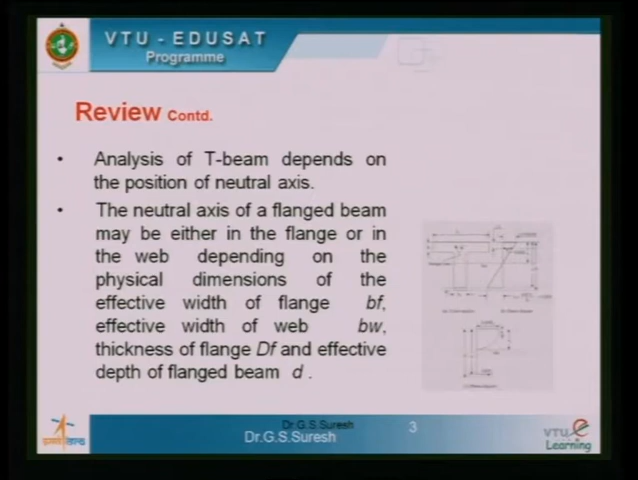 VTU - EDUSAT
Programme
Review Contd.
• Analysis of T-beam depends on
the position of neutral axis.
• The neutral axis of a flanged beam
may be either in the flange or in
the web depending on the
physical dimensions of the
effective width of flange bf,
effective width of web bw,
thickness of flange Df and effective
depth of flanged beam d .
Dr.G.S.Suresh
Dr.G.S.Suresh
3
VTU e
Learning